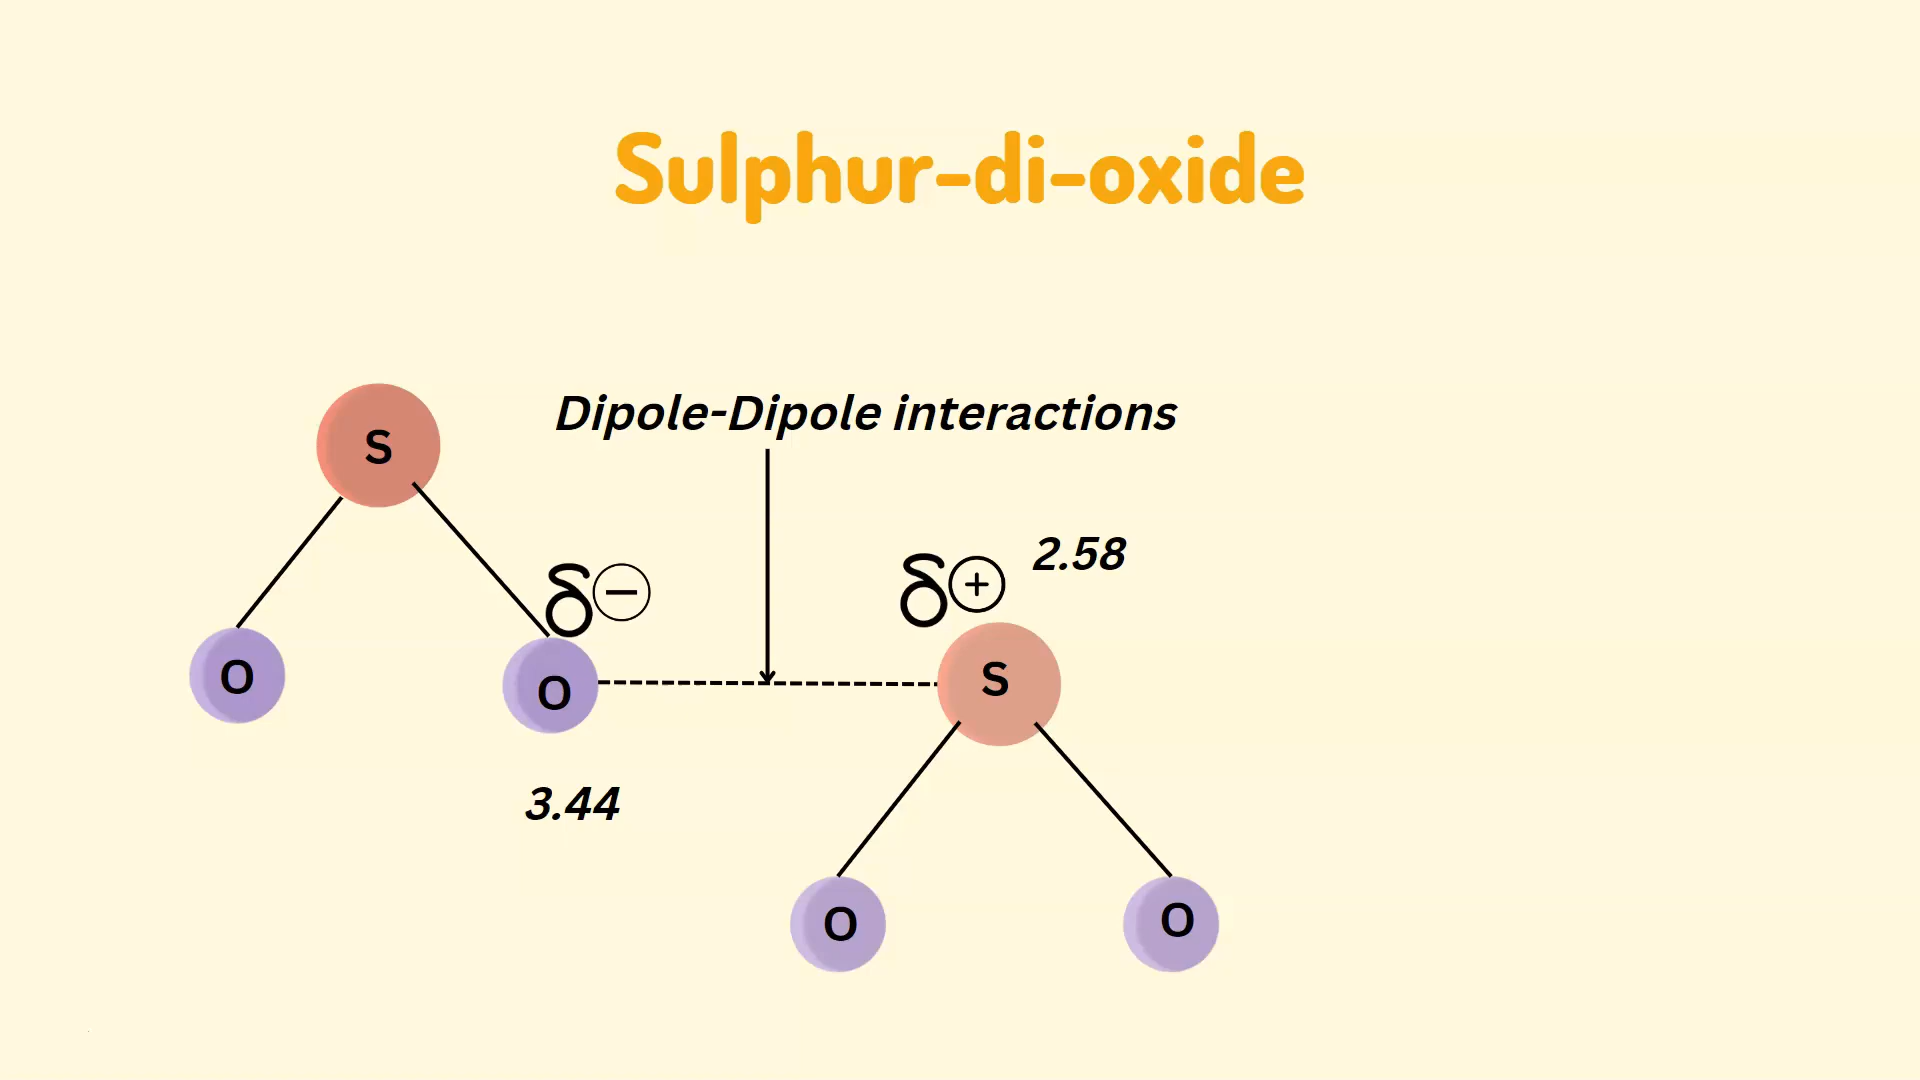 Sulphur-di-oxide
Dipole-Dipole interactions
S
δ⊖
δ⊕
2.58
O
O
S
3.44
O
O